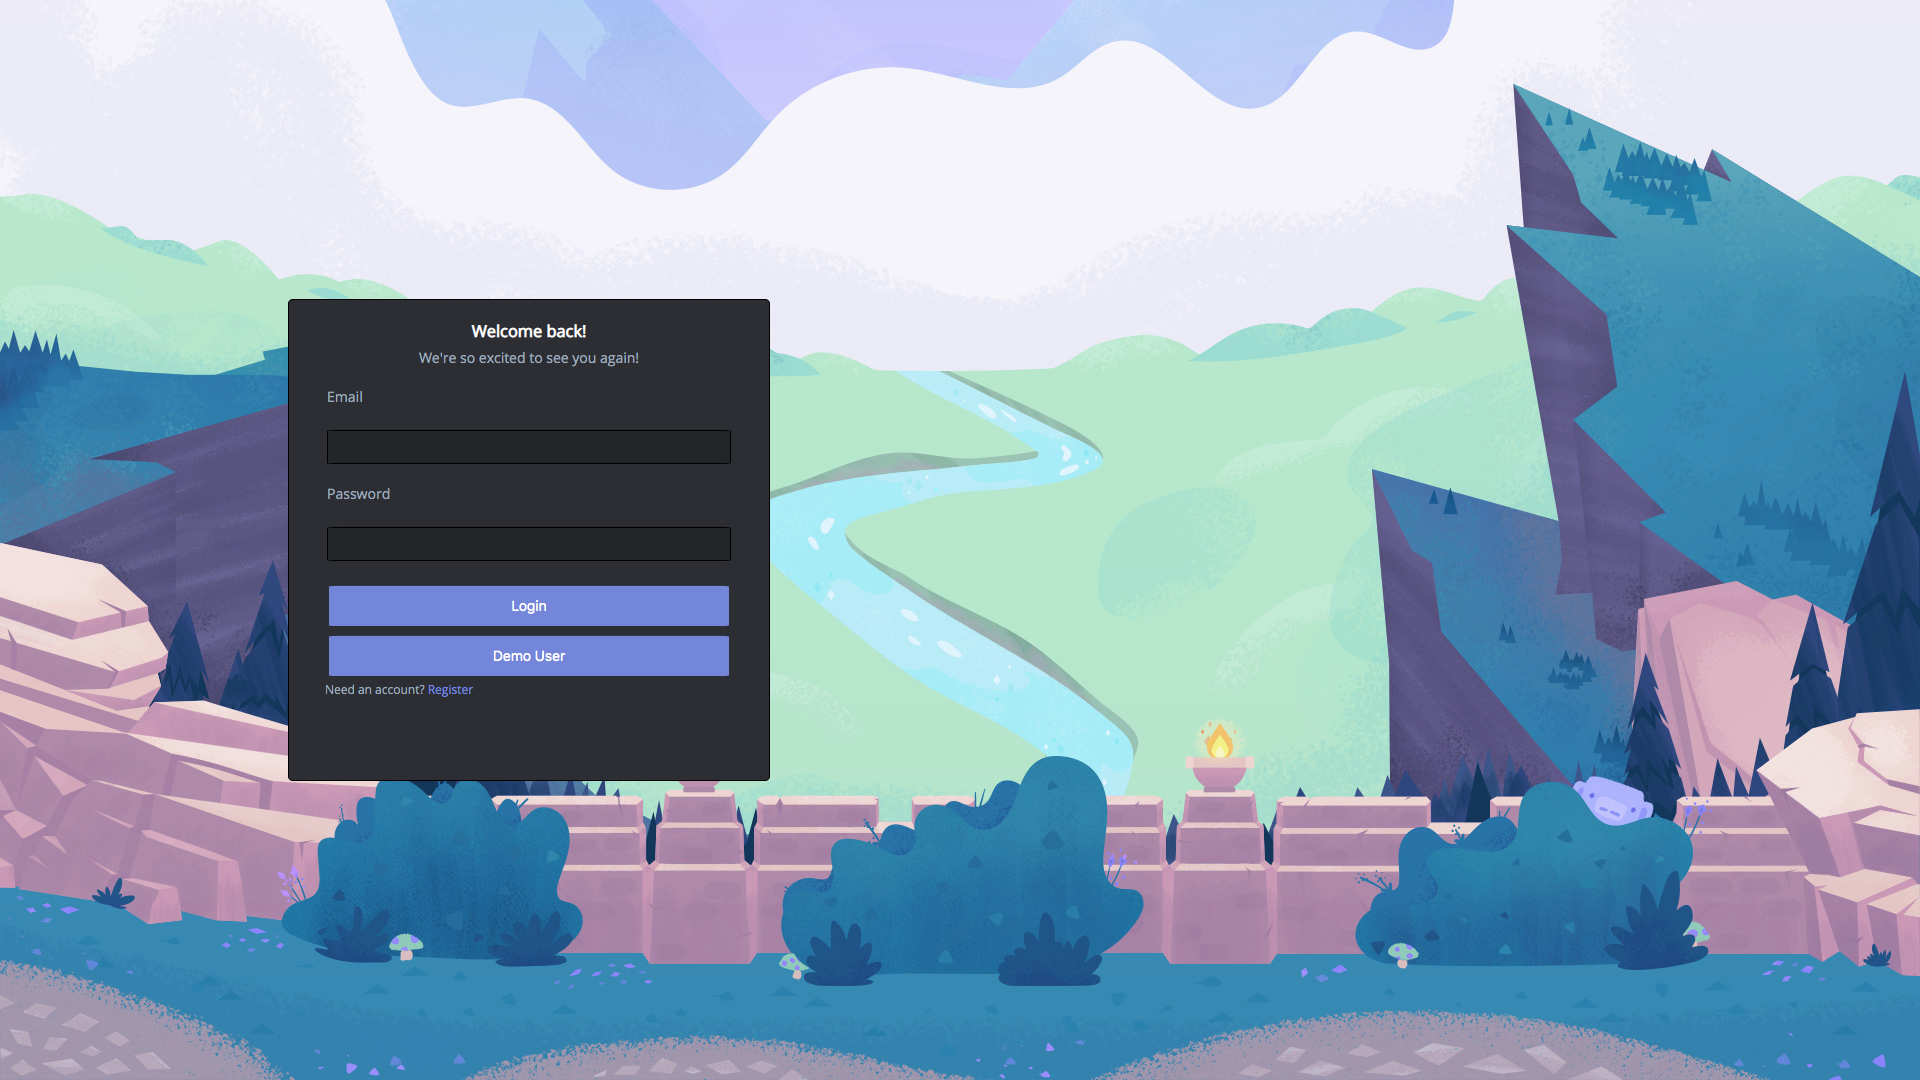 Welcome back!
We're so excited to see you again!
Email
Password
Login
Demo User
Need an account? Register